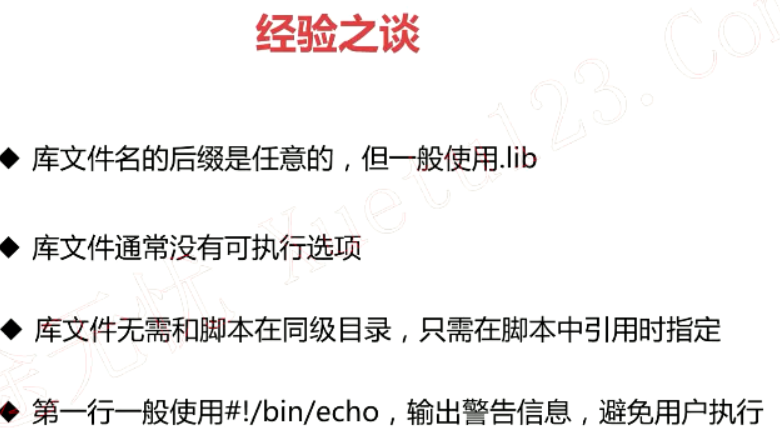 经验之谈
◆ 库文件名的后缀是任意的，但一般使用.lib
◆ 库文件通常没有可执行选项
◆ 库文件无需和脚本在同级目录，只需在脚本中引用时指定
◆ 第一行一般使用#!/bin/echo，输出警告信息，避免用户执行